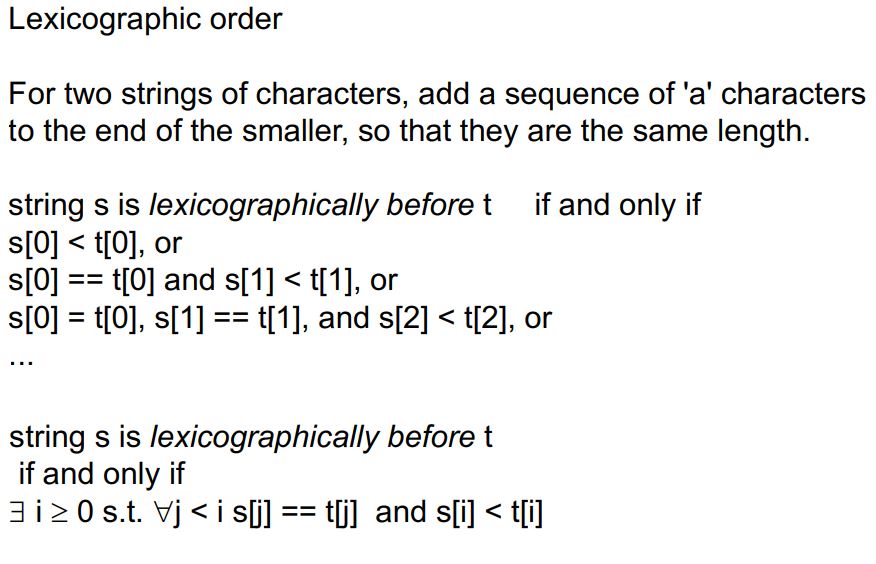 Lexicographic order
For two strings of characters, add a sequence of 'a' characters
to the end of the smaller, so that they are the same length.
string s is lexicographically before t if and only if
s[0] < t[0], or
s[0] == t[0] and s[1] < t[1], or
s[0] = t[0], s[1] == t[1], and s[2] < t[2], or
...
string s is lexicographically before t
if and only if
∃ i ≥ 0 s.t. ∀j < i s[j] == t[j] and s[i] < t[i]